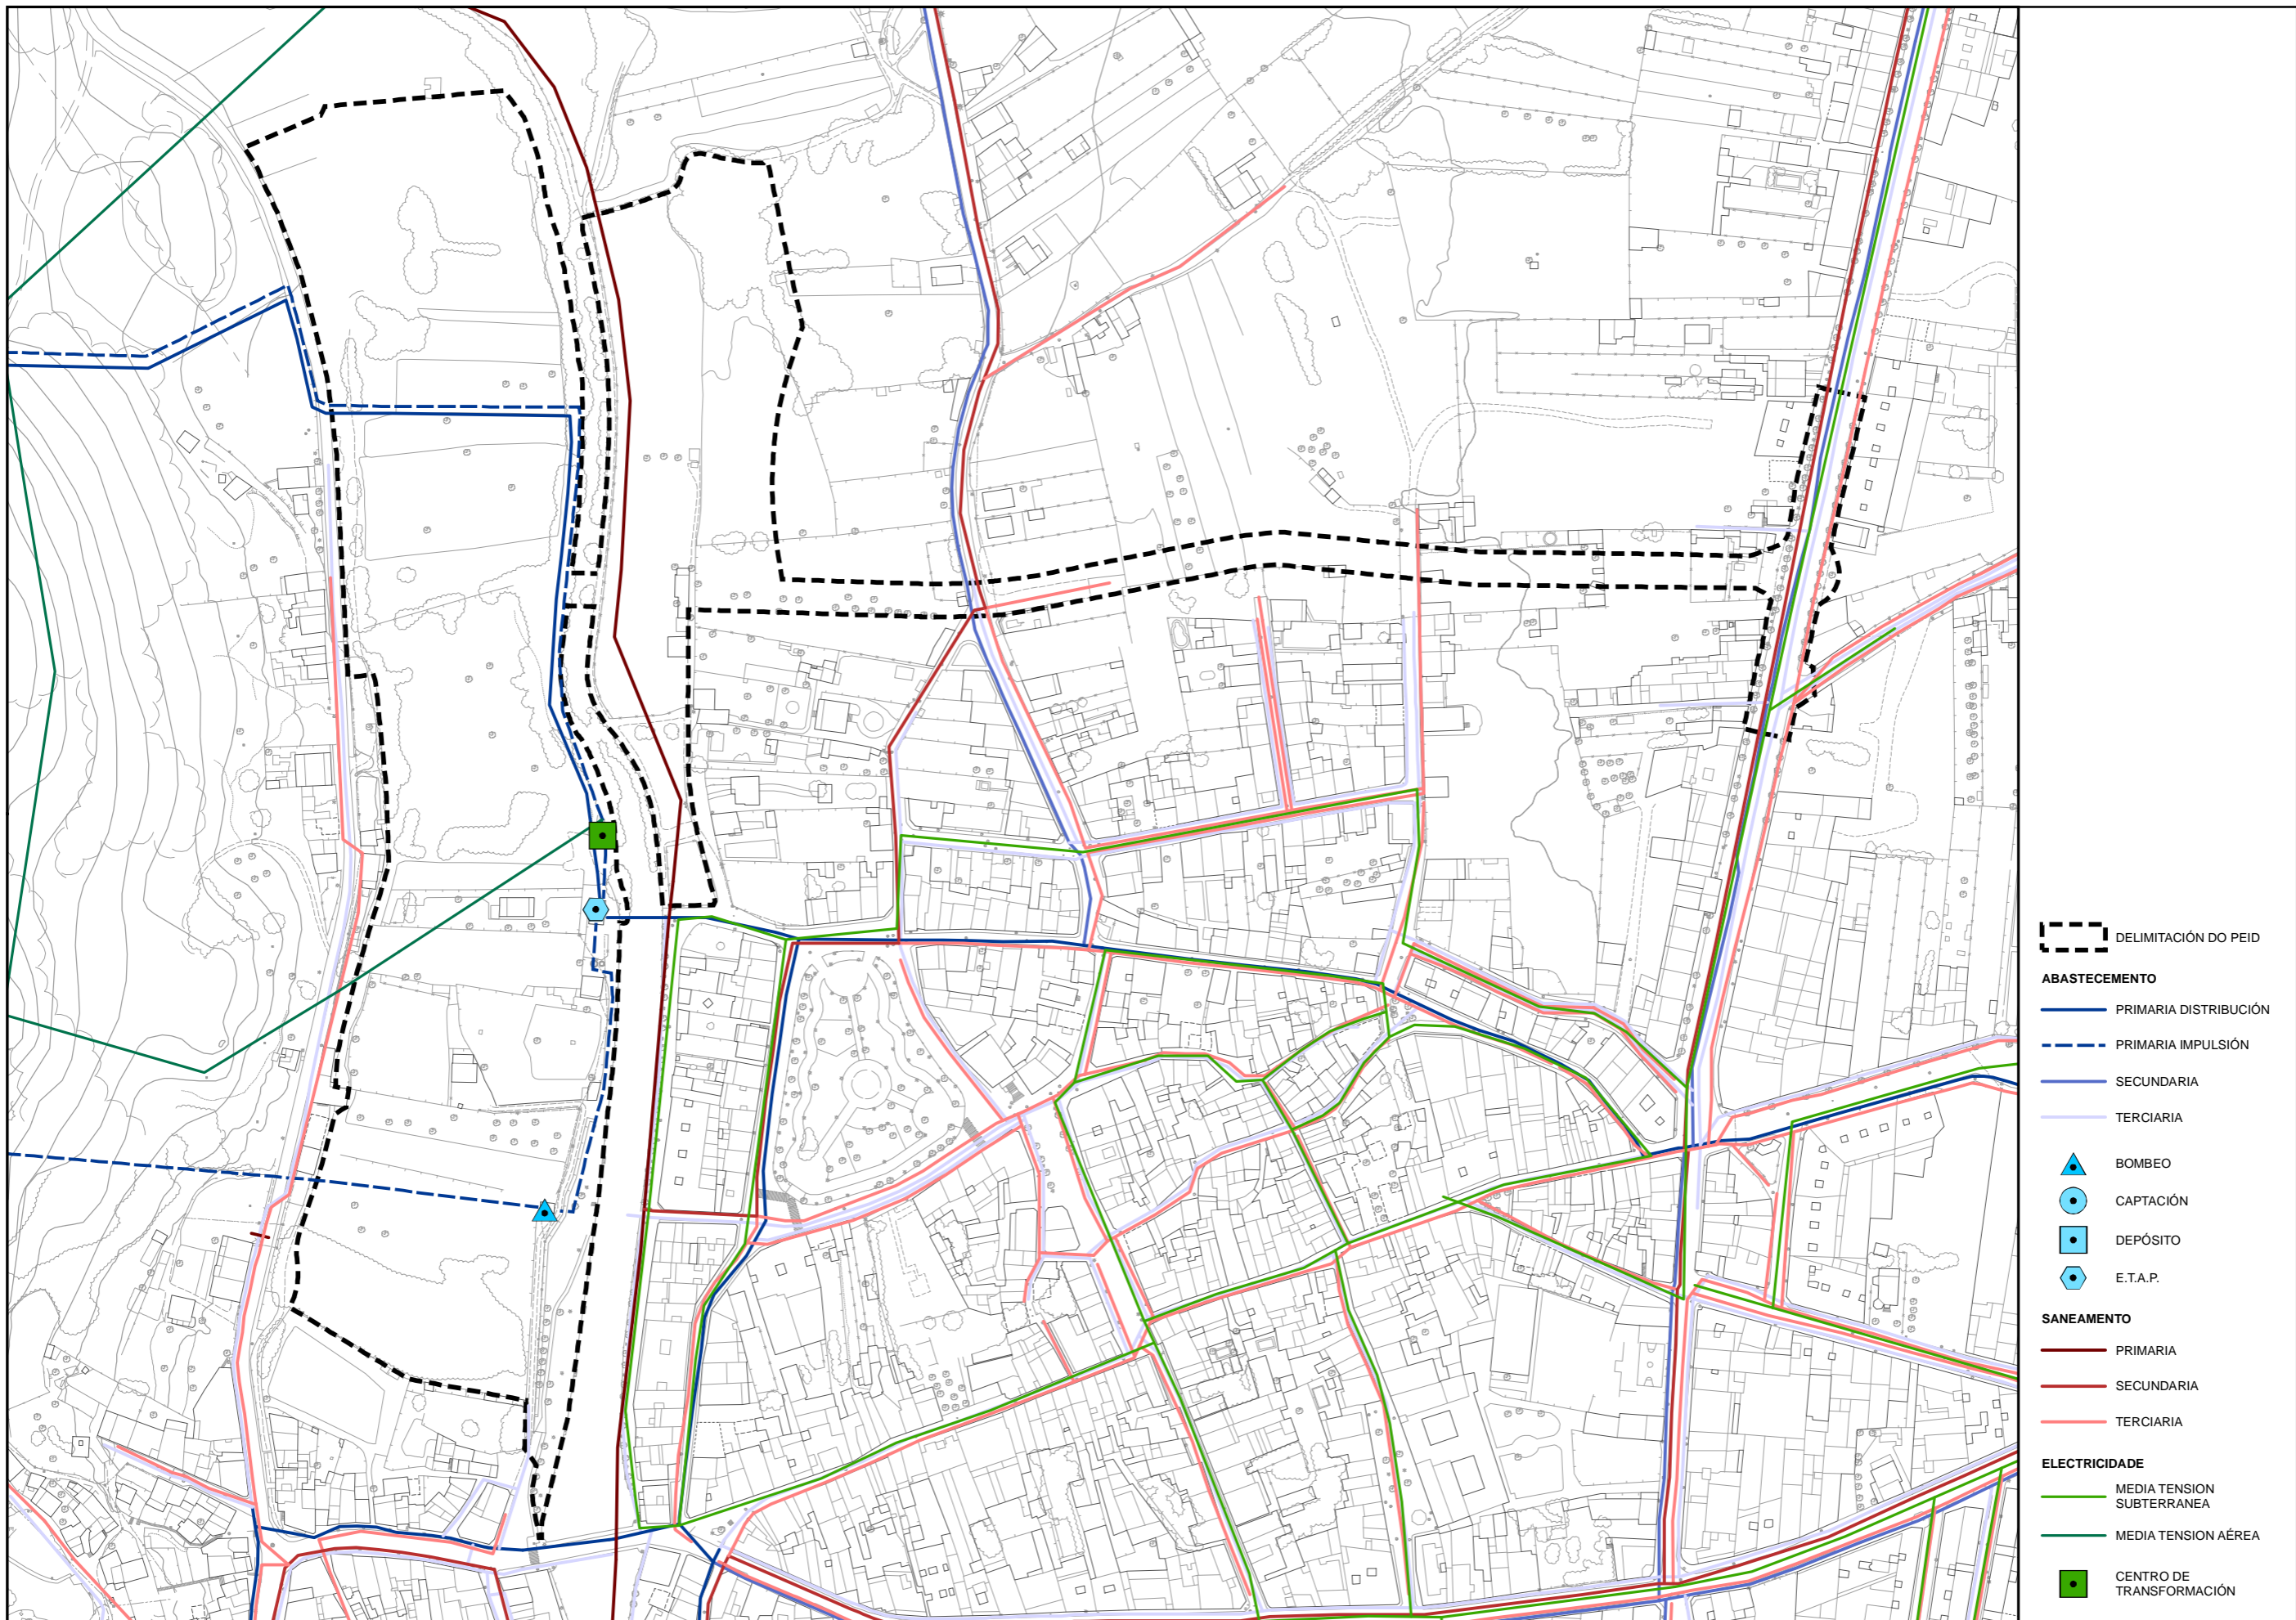 DELIMITACIÓN DO PEID
ABASTECEMENTO
PRIMARIA DISTRIBUCIÓN
PRIMARIA IMPULSIÓN
SECUNDARIA
TERCIARIA
BOMBEO
CAPTACIÓN
DEPÓSITO
E.T.A.P.
SANEAMENTO
PRIMARIA
SECUNDARIA
TERCIARIA
ELECTRICIDADE
MEDIA TENSION
SUBTERRANEA
MEDIA TENSION AÉREA
CENTRO DE
TRANSFORMACIÓN